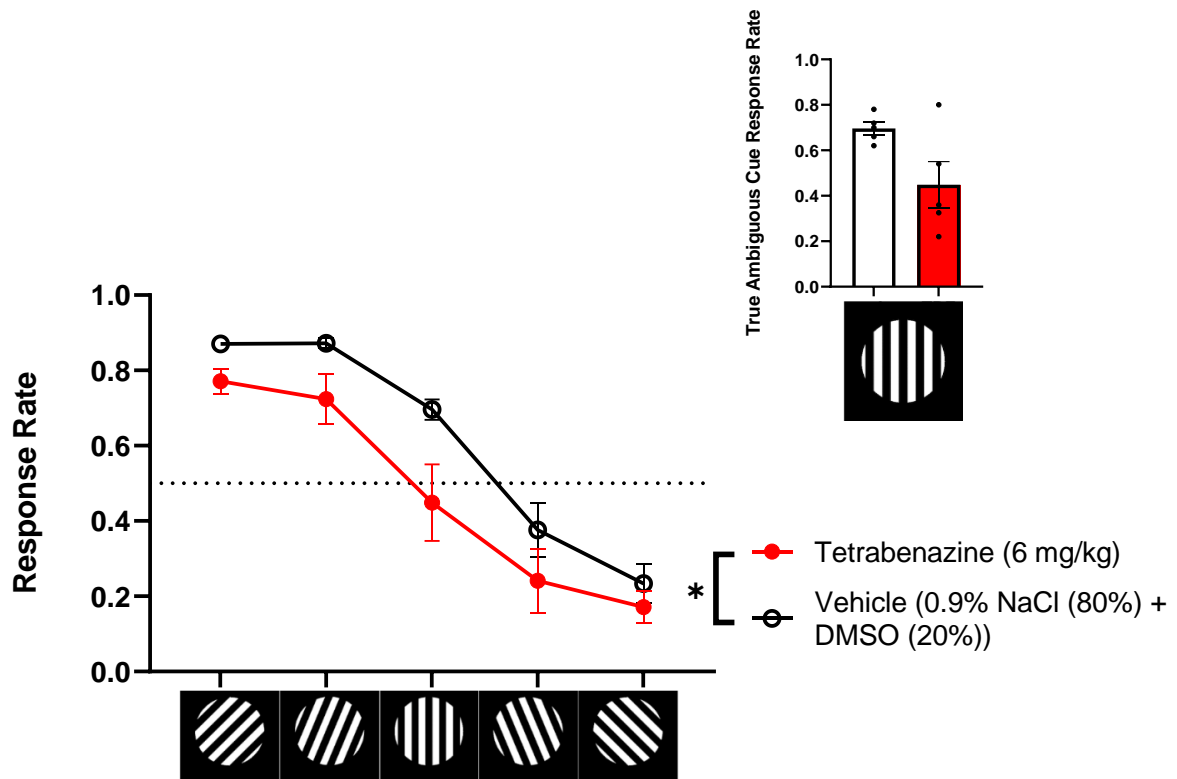 True Ambiguous Cue Response Rate
1.0
0.8
0.6
0.4
0.2
0.0
Response Rate
1.0
0.8
0.6
0.4
0.2
0.0
*
Tetrabenazine (6 mg/kg)
Vehicle (0.9% NaCl (80%) +
DMSO (20%))